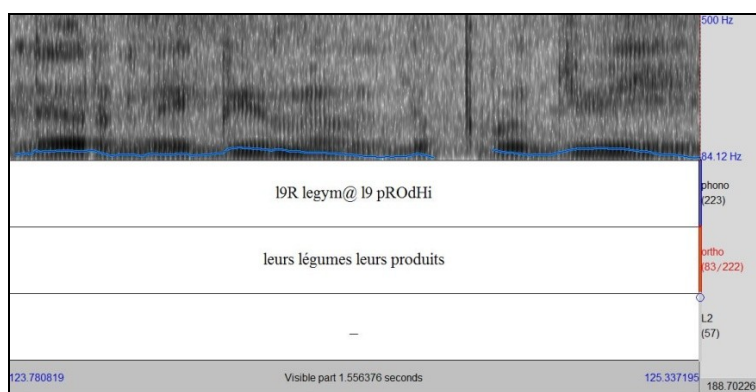 500 Hz
84.12 Hz
phono
(223)
l9R legym@ l9 pROdHi
ortho
(83/222)
leurs légumes leurs produits
L2
(57)
_
123.780819 Visible part 1.556376 seconds 125.337195
188.70226